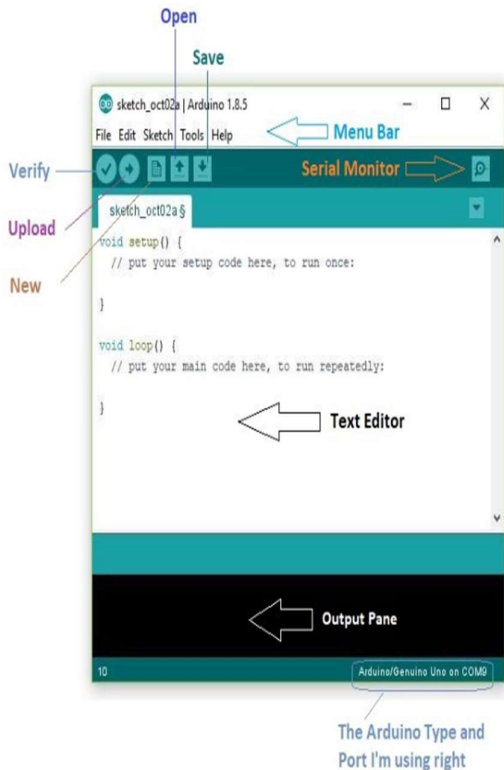 Open
Save
sketch_oct02a | Arduino 1.8.5
File Edit Sketch Tools Help
Menu Bar
Verify
Serial Monitor
Upload
sketch_oct02a §
New
void setup() {
// put your setup code here, to run once:
}
void loop() {
// put your main code here, to run repeatedly:
}
Text Editor
Output Pane
10
Arduino/Genuino Uno on COM9
The Arduino Type and
Port I'm using right